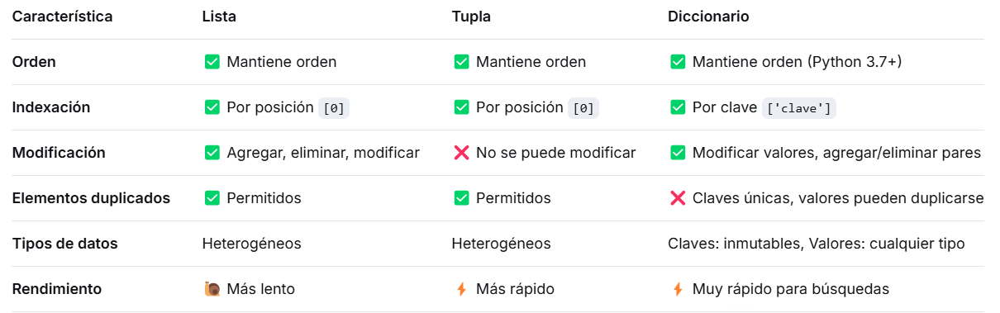 Característica Lista Tupla Diccionario
Orden ✅ Mantiene orden ✅ Mantiene orden ✅ Mantiene orden (Python 3.7+)
Indexación ✅ Por posición [0] ✅ Por posición [0] ✅ Por clave ['clave']
Modificación ✅ Agregar, eliminar, modificar ❌ No se puede modificar ✅ Modificar valores, agregar/eliminar pares
Elementos duplicados ✅ Permitidos ✅ Permitidos ❌ Claves únicas, valores pueden duplicarse
Tipos de datos Heterogéneos Heterogéneos Claves: inmutables, Valores: cualquier tipo
Rendimiento 🐌 Más lento ⚡ Más rápido ⚡ Muy rápido para búsquedas